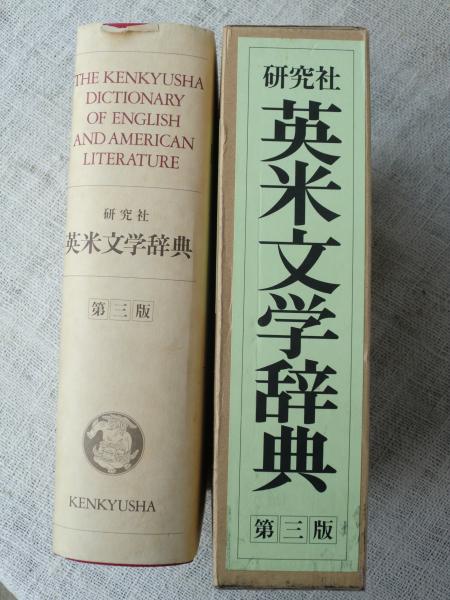 THE KENKYUSHA
DICTIONARY
OF ENGLISH
AND AMERICAN
LITERATURE
研究社
英米文学辞典
第三版
KENKYUSHA
研究社
英米文学辞典
第三版